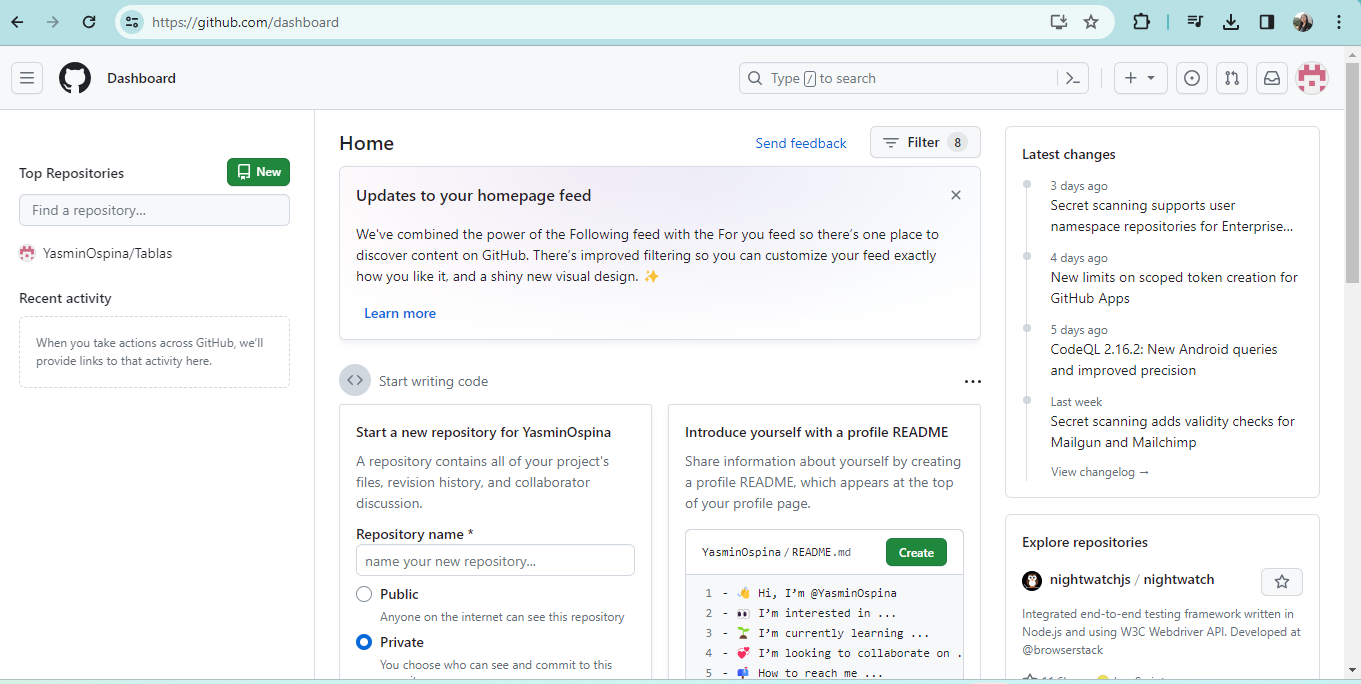 https://github.com/dashboard
Dashboard
Type / to search
Top Repositories
New
Find a repository...
YasminOspina/Tablas
Recent activity
When you take actions across GitHub, we'll
provide links to that activity here.
Home
Send feedback
Filter 8
Updates to your homepage feed
We've combined the power of the Following feed with the For you feed so there's one place to
discover content on GitHub. There's improved filtering so you can customize your feed exactly
how you like it, and a shiny new visual design. ✨
Learn more
Start writing code
Start a new repository for YasminOspina
A repository contains all of your project's
files, revision history, and collaborator
discussion.
Repository name *
name your new repository...
Public
Anyone on the internet can see this repository
Private
You choose who can see and commit to this
Introduce yourself with a profile README
Share information about yourself by creating
a profile README, which appears at the top
of your profile page.
YasminOspina / README.md
Create
1 - 👋 Hi, I'm @YasminOspina
2 - 👀 I'm interested in ...
3 - 🌱 I'm currently learning ...
4 - 💞️ I'm looking to collaborate on .
5 - 📫 How to reach me ...
Latest changes
3 days ago
Secret scanning supports user
namespace repositories for Enterprise...
4 days ago
New limits on scoped token creation for
GitHub Apps
5 days ago
CodeQL 2.16.2: New Android queries
and improved precision
Last week
Secret scanning adds validity checks for
Mailgun and Mailchimp
View changelog →
Explore repositories
nightwatchjs / nightwatch
Integrated end-to-end testing framework written in
Node.js and using W3C Webdriver API. Developed at
@browserstack